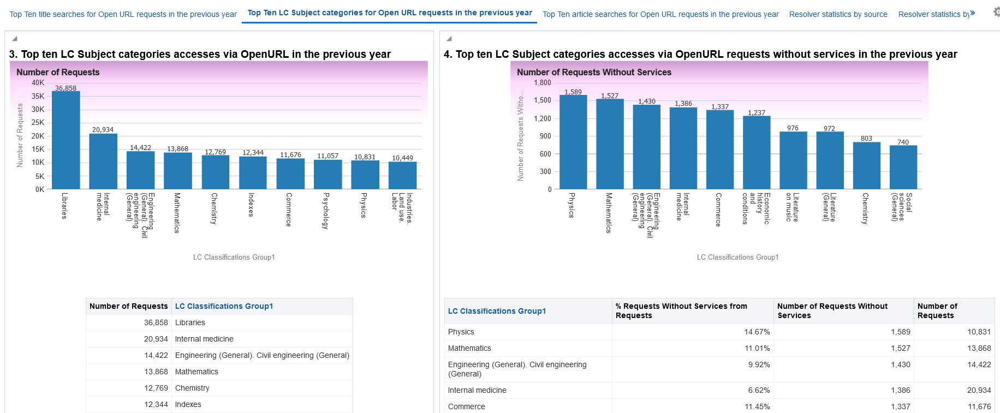 Top Ten title searches for Open URL requests in the previous year
Top Ten LC Subject categories for Open URL requests in the previous year
Top Ten article searches for Open URL requests in the previous year
Resolver statistics by source
Resolver statistics by»
3. Top ten LC Subject categories accesses via OpenURL in the previous year
Number of Requests
Number of Requests
40K
35K
30K
25K
20K
15K
10K
5K
0K
36,858
20,934
14,422
13,868
12,769
12,344
11,676
11,057
10,831
10,449
Libraries
Internal
medicine
Engineering
(General). Civil
engineering
(General)
Mathematics
Chemistry
Indexes
Commerce
Psychology
Physics
Industries.
Land use.
Labor
LC Classifications Group1
Number of Requests LC Classifications Group1
36,858 Libraries
20,934 Internal medicine
14,422 Engineering (General). Civil engineering (General)
13,868 Mathematics
12,769 Chemistry
12,344 Indexes
4. Top ten LC Subject categories accesses via OpenURL requests without services in the previous year
Number of Requests Without Services
Number of Requests Witho...
1,800
1,500
1,200
900
600
300
0
1,589
1,527
1,430
1,386
1,337
1,237
976
972
803
740
Physics
Mathematics
Engineering
(General). Civil
engineering
(General)
Internal
medicine
Commerce
Economic
history
and
conditions
Literature
on music
Literature
(General)
Chemistry
Social
sciences
(General)
LC Classifications Group1
LC Classifications Group1
% Requests Without Services from
Requests
Number of Requests Without
Services
Number of
Requests
Physics 14.67% 1,589 10,831
Mathematics 11.01% 1,527 13,868
Engineering (General). Civil engineering
(General) 9.92% 1,430 14,422
Internal medicine 6.62% 1,386 20,934
Commerce 11.45% 1,337 11,676